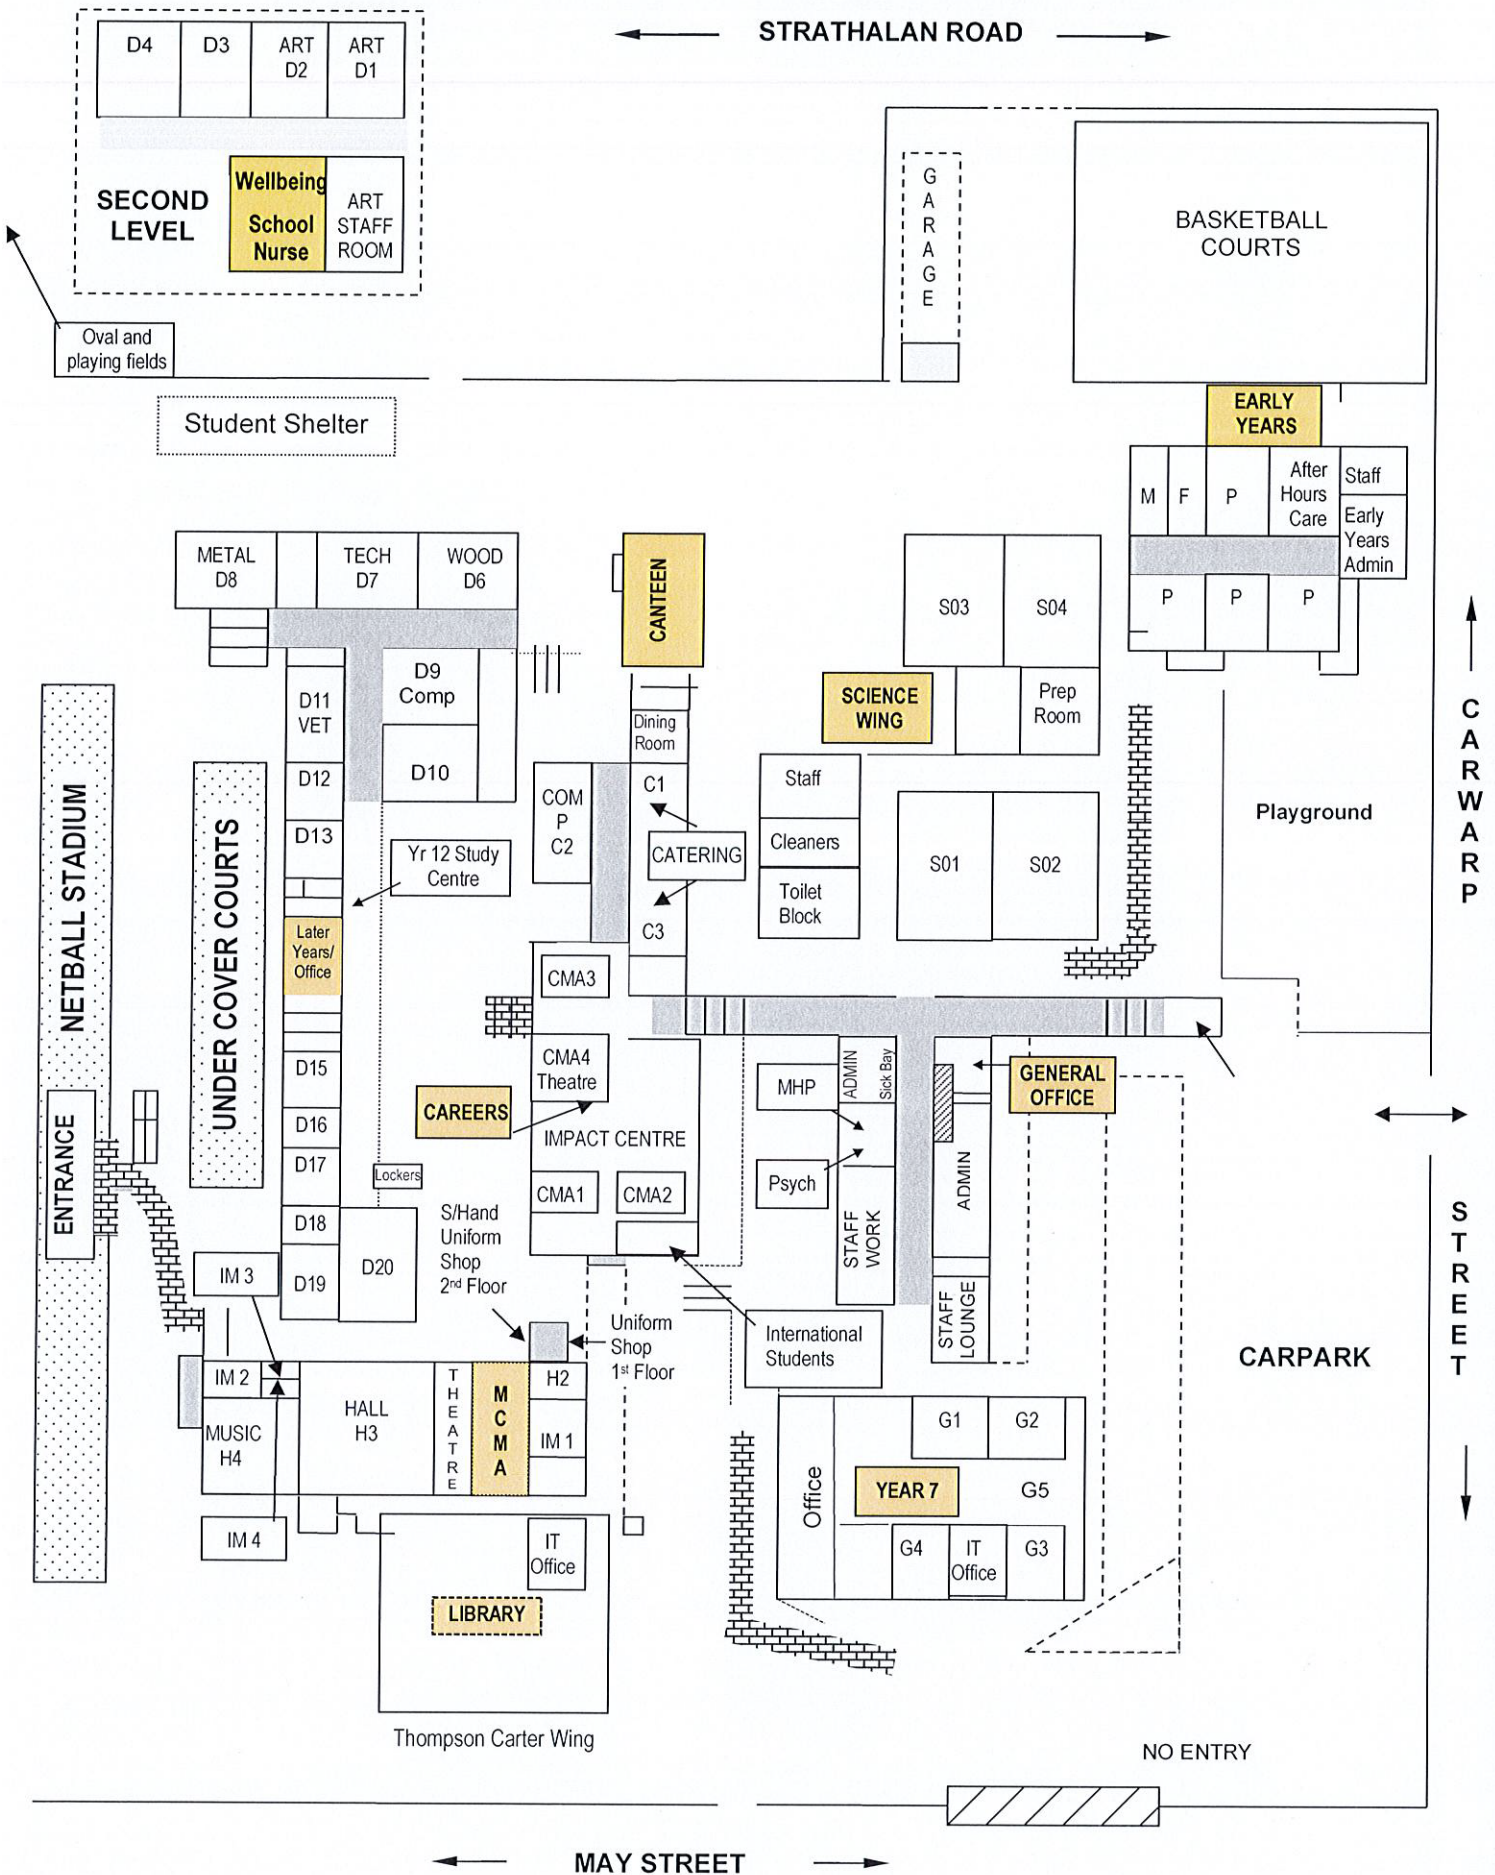 STRATHALAN ROAD
D4
D3
ART
D2
ART
D1
SECOND
LEVEL
Wellbeing
School
Nurse
ART
STAFF
ROOM
Oval and
playing fields
Student Shelter
G
A
R
A
G
E
BASKETBALL
COURTS
EARLY
YEARS
M
F
P
After
Hours
Care
Staff
Early
Years
Admin
P
P
P
METAL
D8
TECH
D7
WOOD
D6
CANTEEN
S03
S04
SCIENCE
WING
Prep
Room
D9
Comp
D11
VET
D10
D12
D13
Yr 12 Study
Centre
Later
Years/
Office
Dining
Room
COM
P
C2
C1
CATERING
C3
Staff
Cleaners
Toilet
Block
S01
S02
Playground
C
A
R
W
A
R
P
S
T
R
E
E
T
NETBALL STADIUM
UNDER COVER COURTS
ENTRANCE
CMA3
CMA4
Theatre
CAREERS
IMPACT CENTRE
CMA1
CMA2
D15
D16
D17
Lockers
D18
D19
D20
MHP
Psych
ADMIN
Sick Bay
STAFF
WORK
GENERAL
OFFICE
ADMIN
STAFF
LOUNGE
S/Hand
Uniform
Shop
2nd Floor
Uniform
Shop
1st Floor
International
Students
CARPARK
IM 3
IM 2
MUSIC
H4
IM 4
HALL
H3
T
H
E
A
T
R
E
M
C
M
A
H2
IM 1
Office
G1
G2
YEAR 7
G5
G4
IT
Office
G3
IT
Office
LIBRARY
Thompson Carter Wing
NO ENTRY
MAY STREET